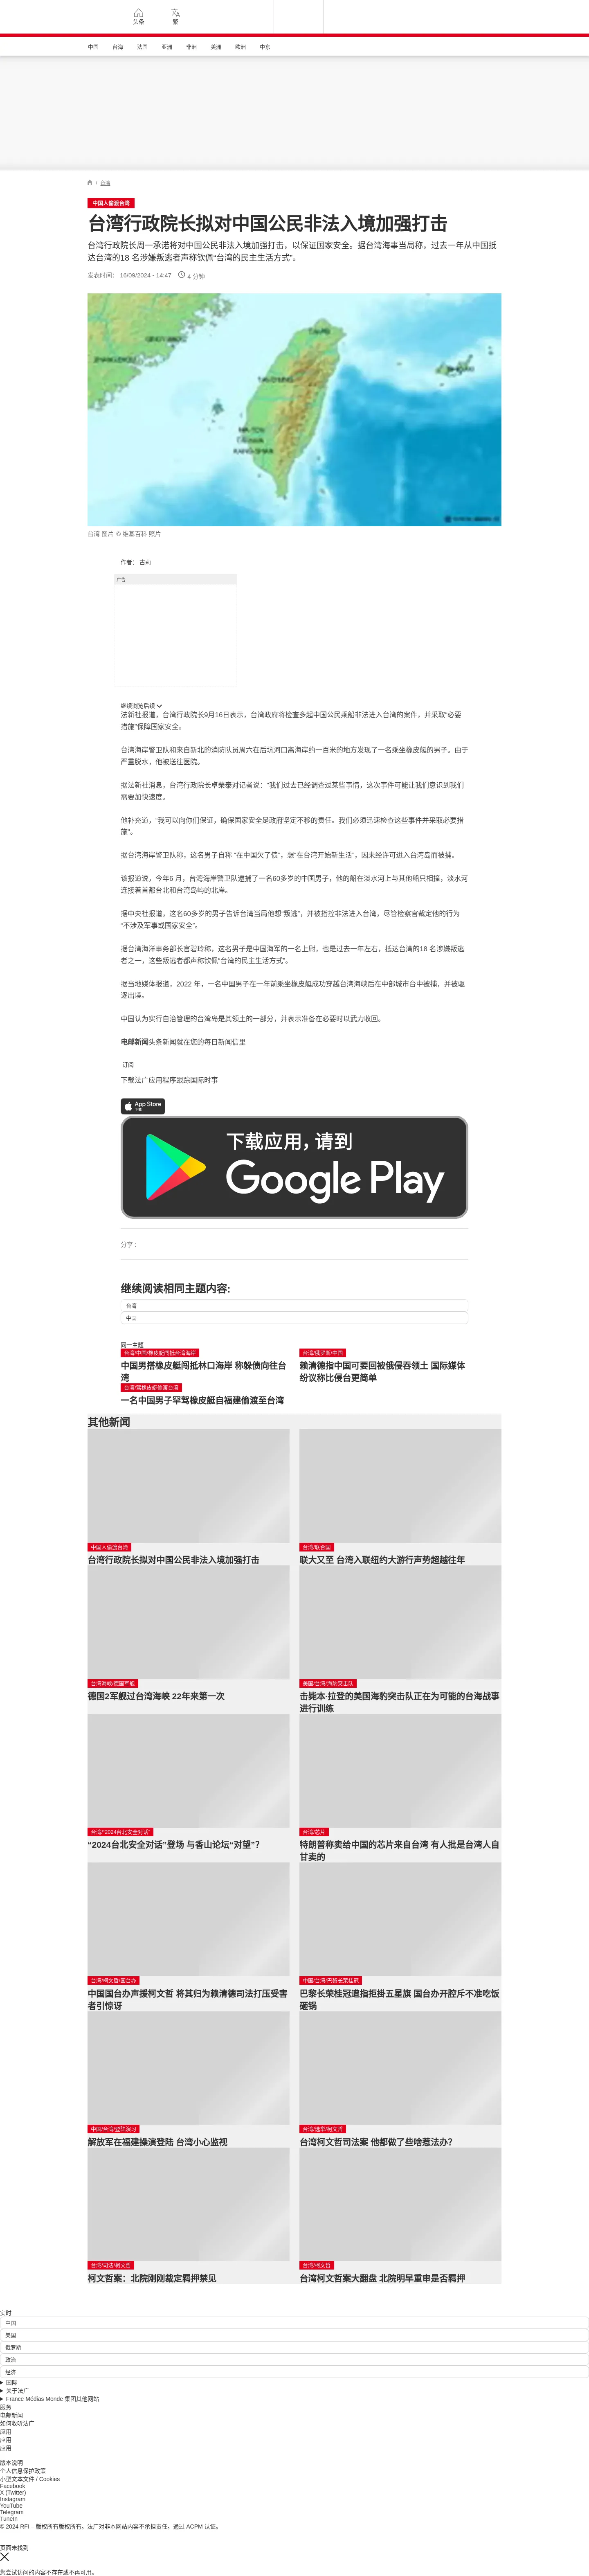 头条
繁
中国 台海 法国 亚洲 非洲 美洲 欧洲 中东
/ 台湾
中国人偷渡台湾
台湾行政院长拟对中国公民非法入境加强打击
台湾行政院长周一承诺将对中国公民非法入境加强打击，以保证国家安全。据台湾海事当局称，过去一年从中国抵
达台湾的18 名涉嫌叛逃者声称钦佩“台湾的民主生活方式”。
发表时间： 16/09/2024 - 14:47 4 分钟
台湾 图片 © 维基百科 照片
作者： 古莉
广告
继续浏览后续
法新社报道，台湾行政院长9月16日表示，台湾政府将检查多起中国公民乘船非法进入台湾的案件，并采取"必要
措施"保障国家安全。
台湾海岸警卫队和来自新北的消防队员周六在后坑河口离海岸约一百米的地方发现了一名乘坐橡皮艇的男子。由于
严重脱水，他被送往医院。
据法新社消息，台湾行政院长卓榮泰对记者说："我们过去已经调查过某些事情，这次事件可能让我们意识到我们
需要加快速度。
他补充道，"我可以向你们保证，确保国家安全是政府坚定不移的责任。我们必须迅速检查这些事件并采取必要措
施"。
据台湾海岸警卫队称，这名男子自称 “在中国欠了债”，想“在台湾开始新生活”，因未经许可进入台湾岛而被捕。
该报道说，今年6 月，台湾海岸警卫队逮捕了一名60多岁的中国男子，他的船在淡水河上与其他船只相撞，淡水河
连接着首都台北和台湾岛屿的北岸。
据中央社报道，这名60多岁的男子告诉台湾当局他想“叛逃”，并被指控非法进入台湾，尽管检察官裁定他的行为
“不涉及军事或国家安全”。
据台湾海洋事务部长官碧玲称，这名男子是中国海军的一名上尉，也是过去一年左右，抵达台湾的18 名涉嫌叛逃
者之一，这些叛逃者都声称钦佩“台湾的民主生活方式”。
据当地媒体报道，2022 年，一名中国男子在一年前乘坐橡皮艇成功穿越台湾海峡后在中部城市台中被捕，并被驱
逐出境。
中国认为实行自治管理的台湾岛是其领土的一部分，并表示准备在必要时以武力收回。
电邮新闻头条新闻就在您的每日新闻信里
订阅
下载法广应用程序跟踪国际时事
App Store
下载
下载应用，请到
Google Play
分享 :
继续阅读相同主题内容:
台湾
中国
同一主题
台湾/中国/橡皮艇闯抵台湾海岸
中国男搭橡皮艇闯抵林口海岸 称躲债向往台
湾
台湾/俄罗斯/中国
赖清德指中国可要回被俄侵吞领土 国际媒体
纷议称比侵台更简单
台湾/驾橡皮艇偷渡台湾
一名中国男子罕驾橡皮艇自福建偷渡至台湾
其他新闻
中国人偷渡台湾
台湾行政院长拟对中国公民非法入境加强打击
台湾/联合国
联大又至 台湾入联纽约大游行声势超越往年
台湾海峡/德国军舰
德国2军舰过台湾海峡 22年来第一次
美国/台湾/海豹突击队
击毙本·拉登的美国海豹突击队正在为可能的台海战事
进行训练
台湾/“2024台北安全对话”
“2024台北安全对话”登场 与香山论坛“对望”？
台湾/芯片
特朗普称卖给中国的芯片来自台湾 有人批是台湾人自
甘卖的
台湾/柯文哲/国台办
中国国台办声援柯文哲 将其归为赖清德司法打压受害
者引惊讶
中国/台湾/巴黎长荣桂冠
巴黎长荣桂冠遭指拒掛五星旗 国台办开腔斥不准吃饭
砸锅
中国/台湾/登陆演习
解放军在福建操演登陆 台湾小心监视
台湾/选举/柯文哲
台湾柯文哲司法案 他都做了些啥惹法办？
台湾/司法/柯文哲
柯文哲案：北院刚刚裁定羁押禁见
台湾/柯文哲
台湾柯文哲案大翻盘 北院明早重审是否羁押
实时
中国
美国
俄罗斯
政治
经济
国际
关于法广
France Médias Monde 集团其他网站
服务
电邮新闻
如何收听法广
应用
应用
应用
版本说明
个人信息保护政策
小型文本文件 / Cookies
Facebook
X (Twitter)
Instagram
YouTube
Telegram
TuneIn
© 2024 RFI – 版权所有版权所有。法广对非本网站内容不承担责任。通过 ACPM 认证。
页面未找到
您尝试访问的内容不存在或不再可用。